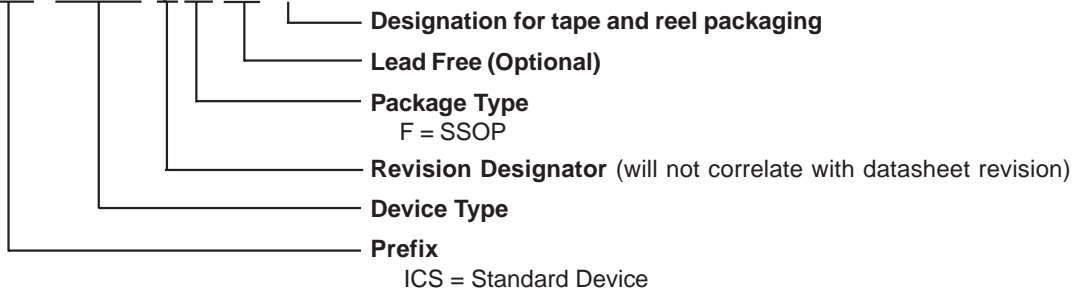 Designation for tape and reel packaging
Lead Free (Optional)
Package Type
F = SSOP
Revision Designator (will not correlate with datasheet revision)
Device Type
Prefix
ICS = Standard Device